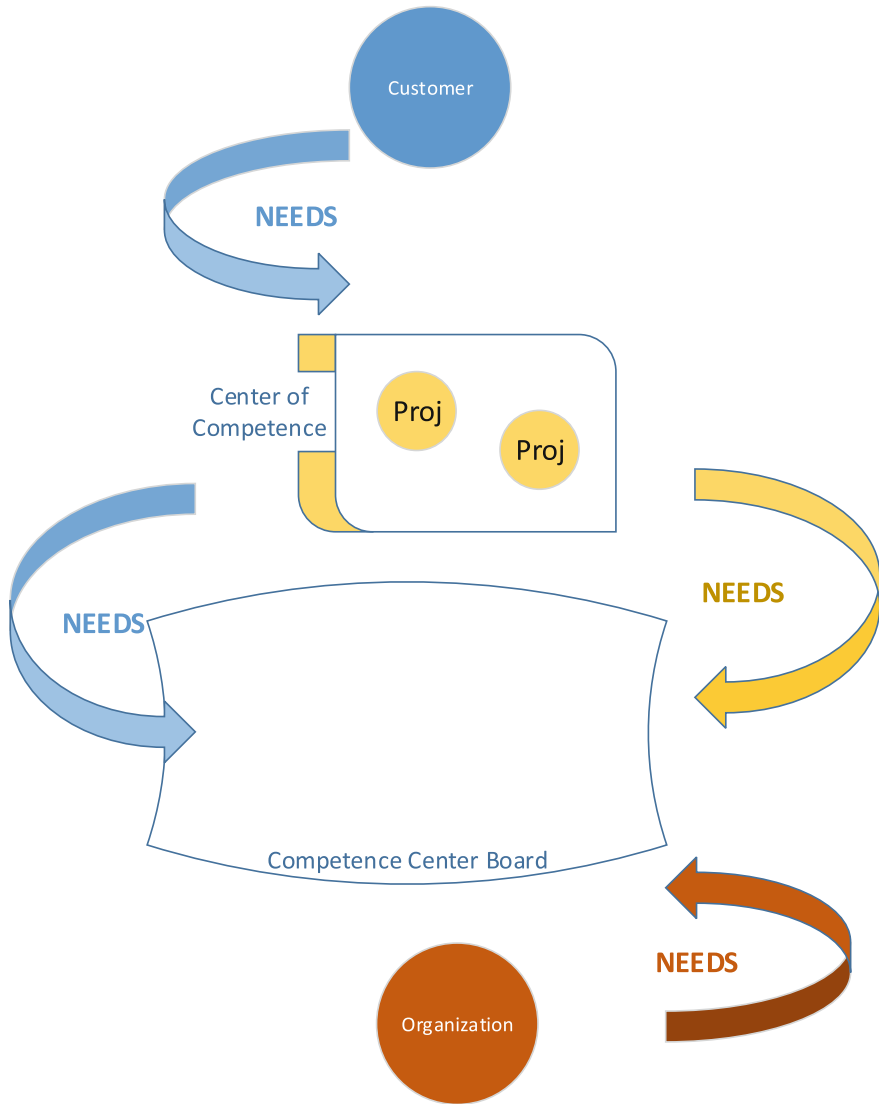 Customer
NEEDS
Center of
Competence
Proj
Proj
NEEDS
NEEDS
Competence Center Board
NEEDS
Organization